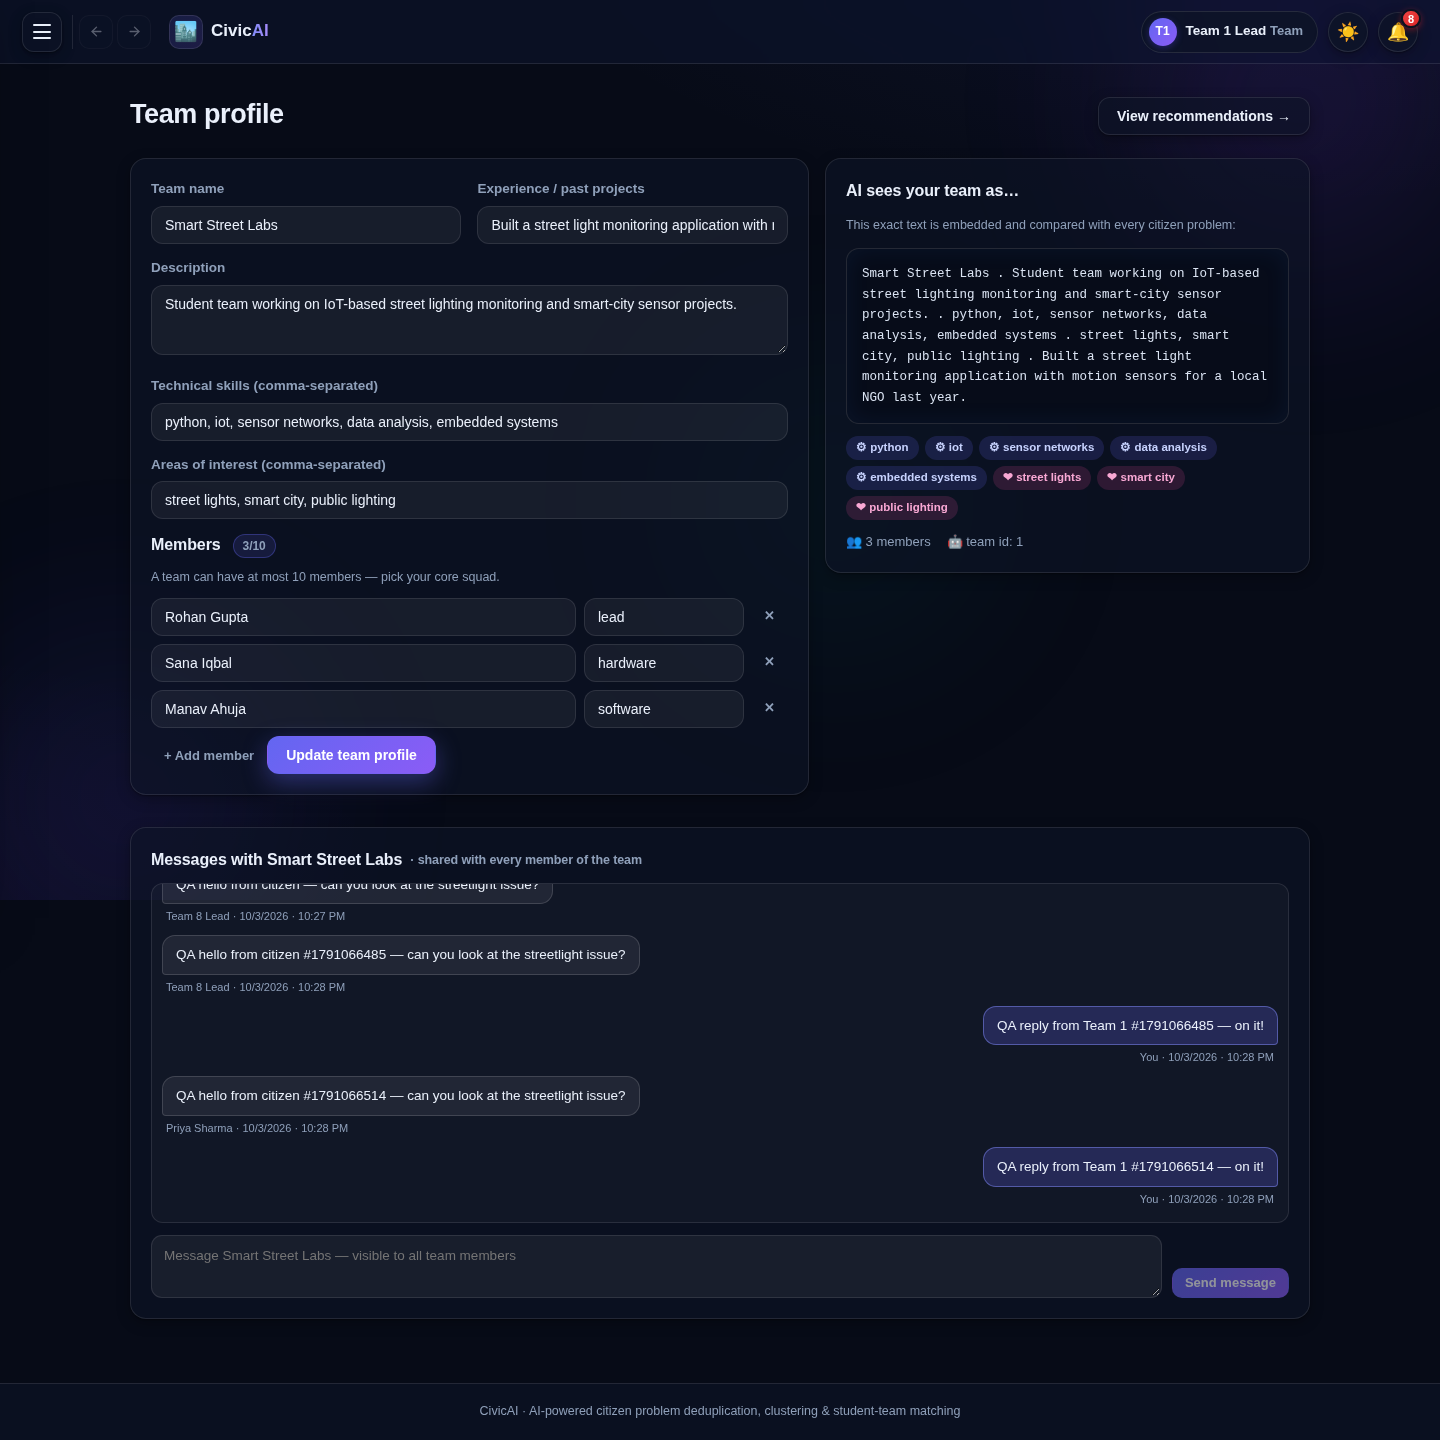 CivicAI
T1 Team 1 Lead Team
8
Team profile
View recommendations →
Team name
Experience / past projects
Smart Street Labs
Built a street light monitoring application with
Description
Student team working on IoT-based street lighting monitoring and smart-city sensor projects.
Technical skills (comma-separated)
python, iot, sensor networks, data analysis, embedded systems
Areas of interest (comma-separated)
street lights, smart city, public lighting
Members 3/10
A team can have at most 10 members — pick your core squad.
Rohan Gupta lead ×
Sana Iqbal hardware ×
Manav Ahuja software ×
+ Add member Update team profile
AI sees your team as…
This exact text is embedded and compared with every citizen problem:
Smart Street Labs . Student team working on IoT-based
street lighting monitoring and smart-city sensor
projects. . python, iot, sensor networks, data
analysis, embedded systems . street lights, smart
city, public lighting . Built a street light
monitoring application with motion sensors for a local
NGO last year.
⚙ python ⚙ iot ⚙ sensor networks ⚙ data analysis
⚙ embedded systems ❤ street lights ❤ smart city
❤ public lighting
👥 3 members 🤖 team id: 1
Messages with Smart Street Labs · shared with every member of the team
QA hello from citizen — can you look at the streetlight issue?
Team 8 Lead · 10/3/2026 · 10:27 PM
QA hello from citizen #1791066485 — can you look at the streetlight issue?
Team 8 Lead · 10/3/2026 · 10:28 PM
QA reply from Team 1 #1791066485 — on it!
You · 10/3/2026 · 10:28 PM
QA hello from citizen #1791066514 — can you look at the streetlight issue?
Priya Sharma · 10/3/2026 · 10:28 PM
QA reply from Team 1 #1791066514 — on it!
You · 10/3/2026 · 10:28 PM
Message Smart Street Labs — visible to all team members
Send message
CivicAI · AI-powered citizen problem deduplication, clustering & student-team matching